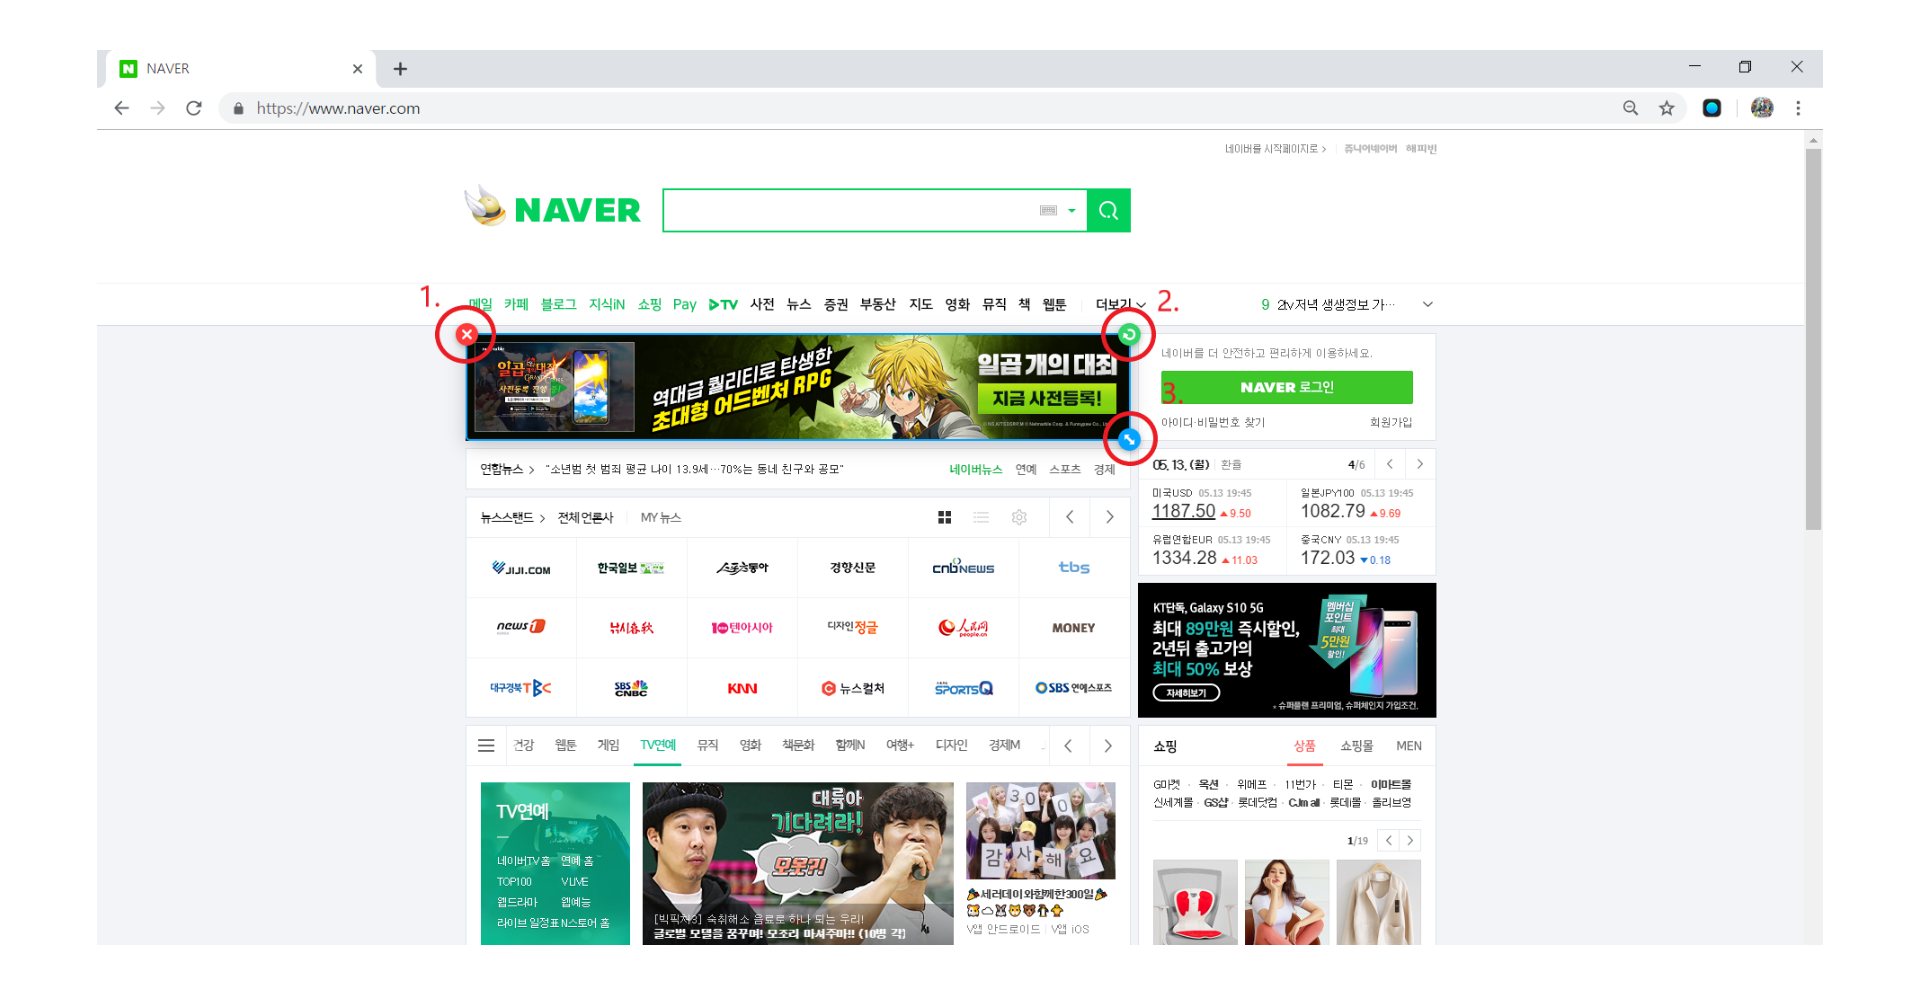 NAVER
https://www.naver.com
네이버를 시작페이지로 > 쥬니어네이버 해피빈
NAVER
1.
메일 카페 블로그 지식iN 쇼핑 Pay TV 사전 뉴스 증권 부동산 지도 영화 뮤직 책 웹툰 더보기
2.
9 2tv저녁 생생정보 가…
일곱개의대죄
GRAND CROSS
사전등록 진행
역대급 퀄리티로 탄생한
초대형 어드벤처 RPG
일곱 개의 대죄
지금 사전등록!
네이버를 더 안전하고 편리하게 이용하세요.
3.
NAVER 로그인
아이디·비밀번호 찾기 회원가입
연합뉴스 > "소년범 첫 범죄 평균 나이 13.9세…70%는 동네 친구와 공모"
네이버뉴스 연예 스포츠 경제
05. 13. (월) 환율 4/6
미국USD 05.13 19:45
1187.50 ▲9.50
일본JPY100 05.13 19:45
1082.79 ▲9.69
유럽연합EUR 05.13 19:45
1334.28 ▲11.03
중국CNY 05.13 19:45
172.03 ▼0.18
뉴스스탠드 > 전체언론사 MY뉴스
JIJI.COM 한국일보 스포츠동아 경향신문 CNBNEWS tbs
news1 낚시春秋 10텐아시아 디자인정글 人民网 people.cn MONEY
대구경북TBC SBS CNBC KNN 뉴스컬처 SPORTSQ SBS 연예스포츠
KT단독, Galaxy S10 5G
최대 89만원 즉시할인,
2년뒤 출고가의
최대 50% 보상
자세히보기
멤버십
포인트
최대
5만원
할인!
* 슈퍼플랜 프리미엄, 슈퍼체인지 가입조건.
건강 웹툰 게임 TV연예 뮤직 영화 책문화 함께N 여행+ 디자인 경제M
TV연예
네이버TV홈 연예 홈
TOP100 V LIVE
웹드라마 웹예능
라이브 일정표 N스토어 홈
대륙아
기다려라!
모옷?!
[빅픽처3] 숙취해소 음료로 하나 되는 우리!
글로벌 모델을 꿈꾸며! 모조리 마셔주마!! (10병 각)
300
감사해요
세러데이와함께한300일
V앱 안드로이드 V앱 iOS
쇼핑 상품 쇼핑몰 MEN
G마켓 · 옥션 · 위메프 · 11번가 · 티몬 · 이마트몰
신세계몰 · GS샵 · 롯데닷컴 · CJmall · 롯데i몰 · 올리브영
1/19